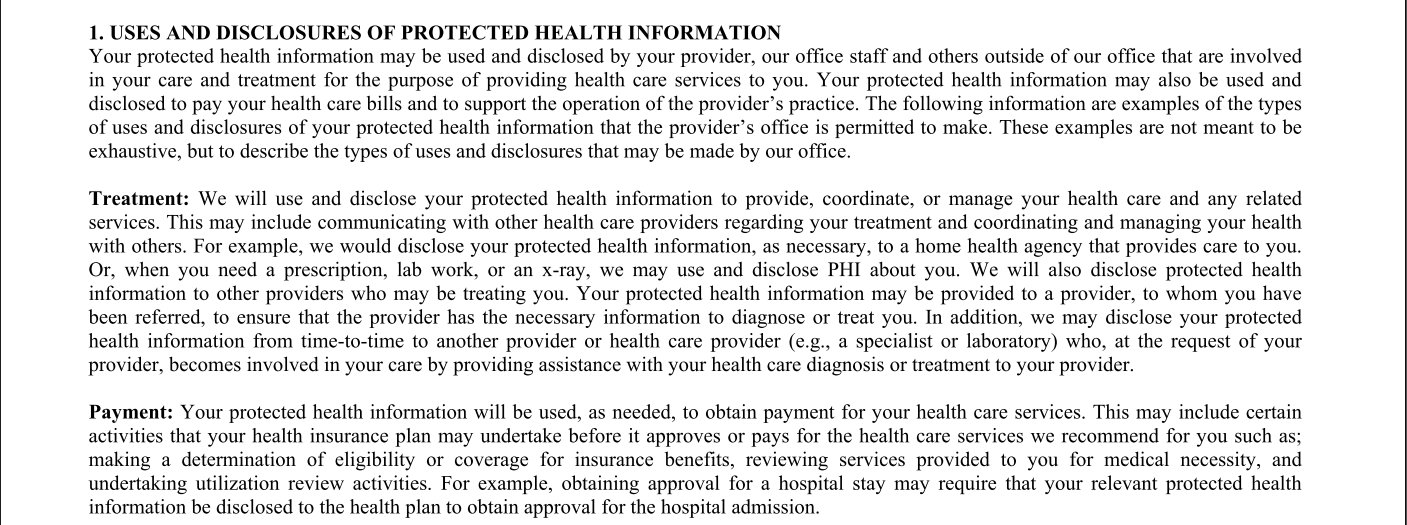 1. USES AND DISCLOSURES OF PROTECTED HEALTH INFORMATION
Your protected health information may be used and disclosed by your provider, our office staff and others outside of our office that are involved
in your care and treatment for the purpose of providing health care services to you. Your protected health information may also be used and
disclosed to pay your health care bills and to support the operation of the provider’s practice. The following information are examples of the types
of uses and disclosures of your protected health information that the provider’s office is permitted to make. These examples are not meant to be
exhaustive, but to describe the types of uses and disclosures that may be made by our office.
Treatment: We will use and disclose your protected health information to provide, coordinate, or manage your health care and any related
services. This may include communicating with other health care providers regarding your treatment and coordinating and managing your health
with others. For example, we would disclose your protected health information, as necessary, to a home health agency that provides care to you.
Or, when you need a prescription, lab work, or an x-ray, we may use and disclose PHI about you. We will also disclose protected health
information to other providers who may be treating you. Your protected health information may be provided to a provider, to whom you have
been referred, to ensure that the provider has the necessary information to diagnose or treat you. In addition, we may disclose your protected
health information from time-to-time to another provider or health care provider (e.g., a specialist or laboratory) who, at the request of your
provider, becomes involved in your care by providing assistance with your health care diagnosis or treatment to your provider.
Payment: Your protected health information will be used, as needed, to obtain payment for your health care services. This may include certain
activities that your health insurance plan may undertake before it approves or pays for the health care services we recommend for you such as;
making a determination of eligibility or coverage for insurance benefits, reviewing services provided to you for medical necessity, and
undertaking utilization review activities. For example, obtaining approval for a hospital stay may require that your relevant protected health
information be disclosed to the health plan to obtain approval for the hospital admission.